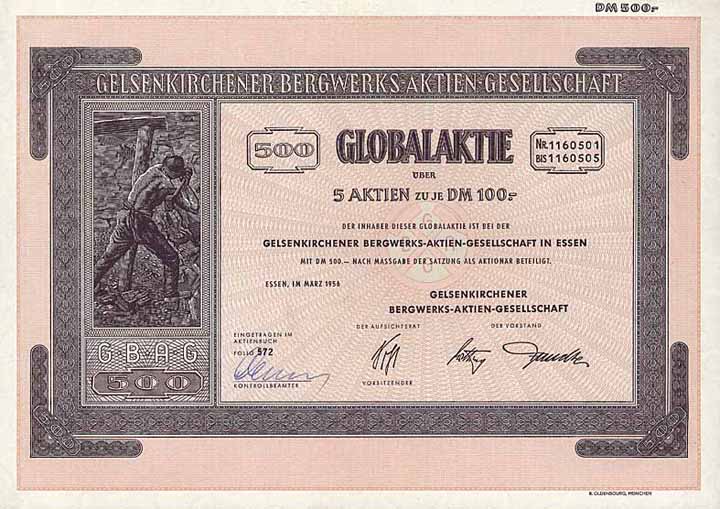 DM 500.-
GELSENKIRCHENER BERGWERKS-AKTIEN-GESELLSCHAFT
500
GLOBALAKTIE
NR. 1160501
BIS 1160505
ÜBER
5 AKTIEN ZU JE DM 100.-
DER INHABER DIESER GLOBALAKTIE IST BEI DER
GELSENKIRCHENER BERGWERKS-AKTIEN-GESELLSCHAFT IN ESSEN
MIT DM 500.— NACH MASSGABE DER SATZUNG ALS AKTIONÄR BETEILIGT.
ESSEN, IM MÄRZ 1956
GELSENKIRCHENER
BERGWERKS-AKTIEN-GESELLSCHAFT
DER AUFSICHTSRAT
DER VORSTAND
VORSITZENDER
EINGETRAGEN IM
AKTIENBUCH
FOLIO 572
KONTROLLBEAMTER
GBAG
500
R. OLDENBOURG, MÜNCHEN